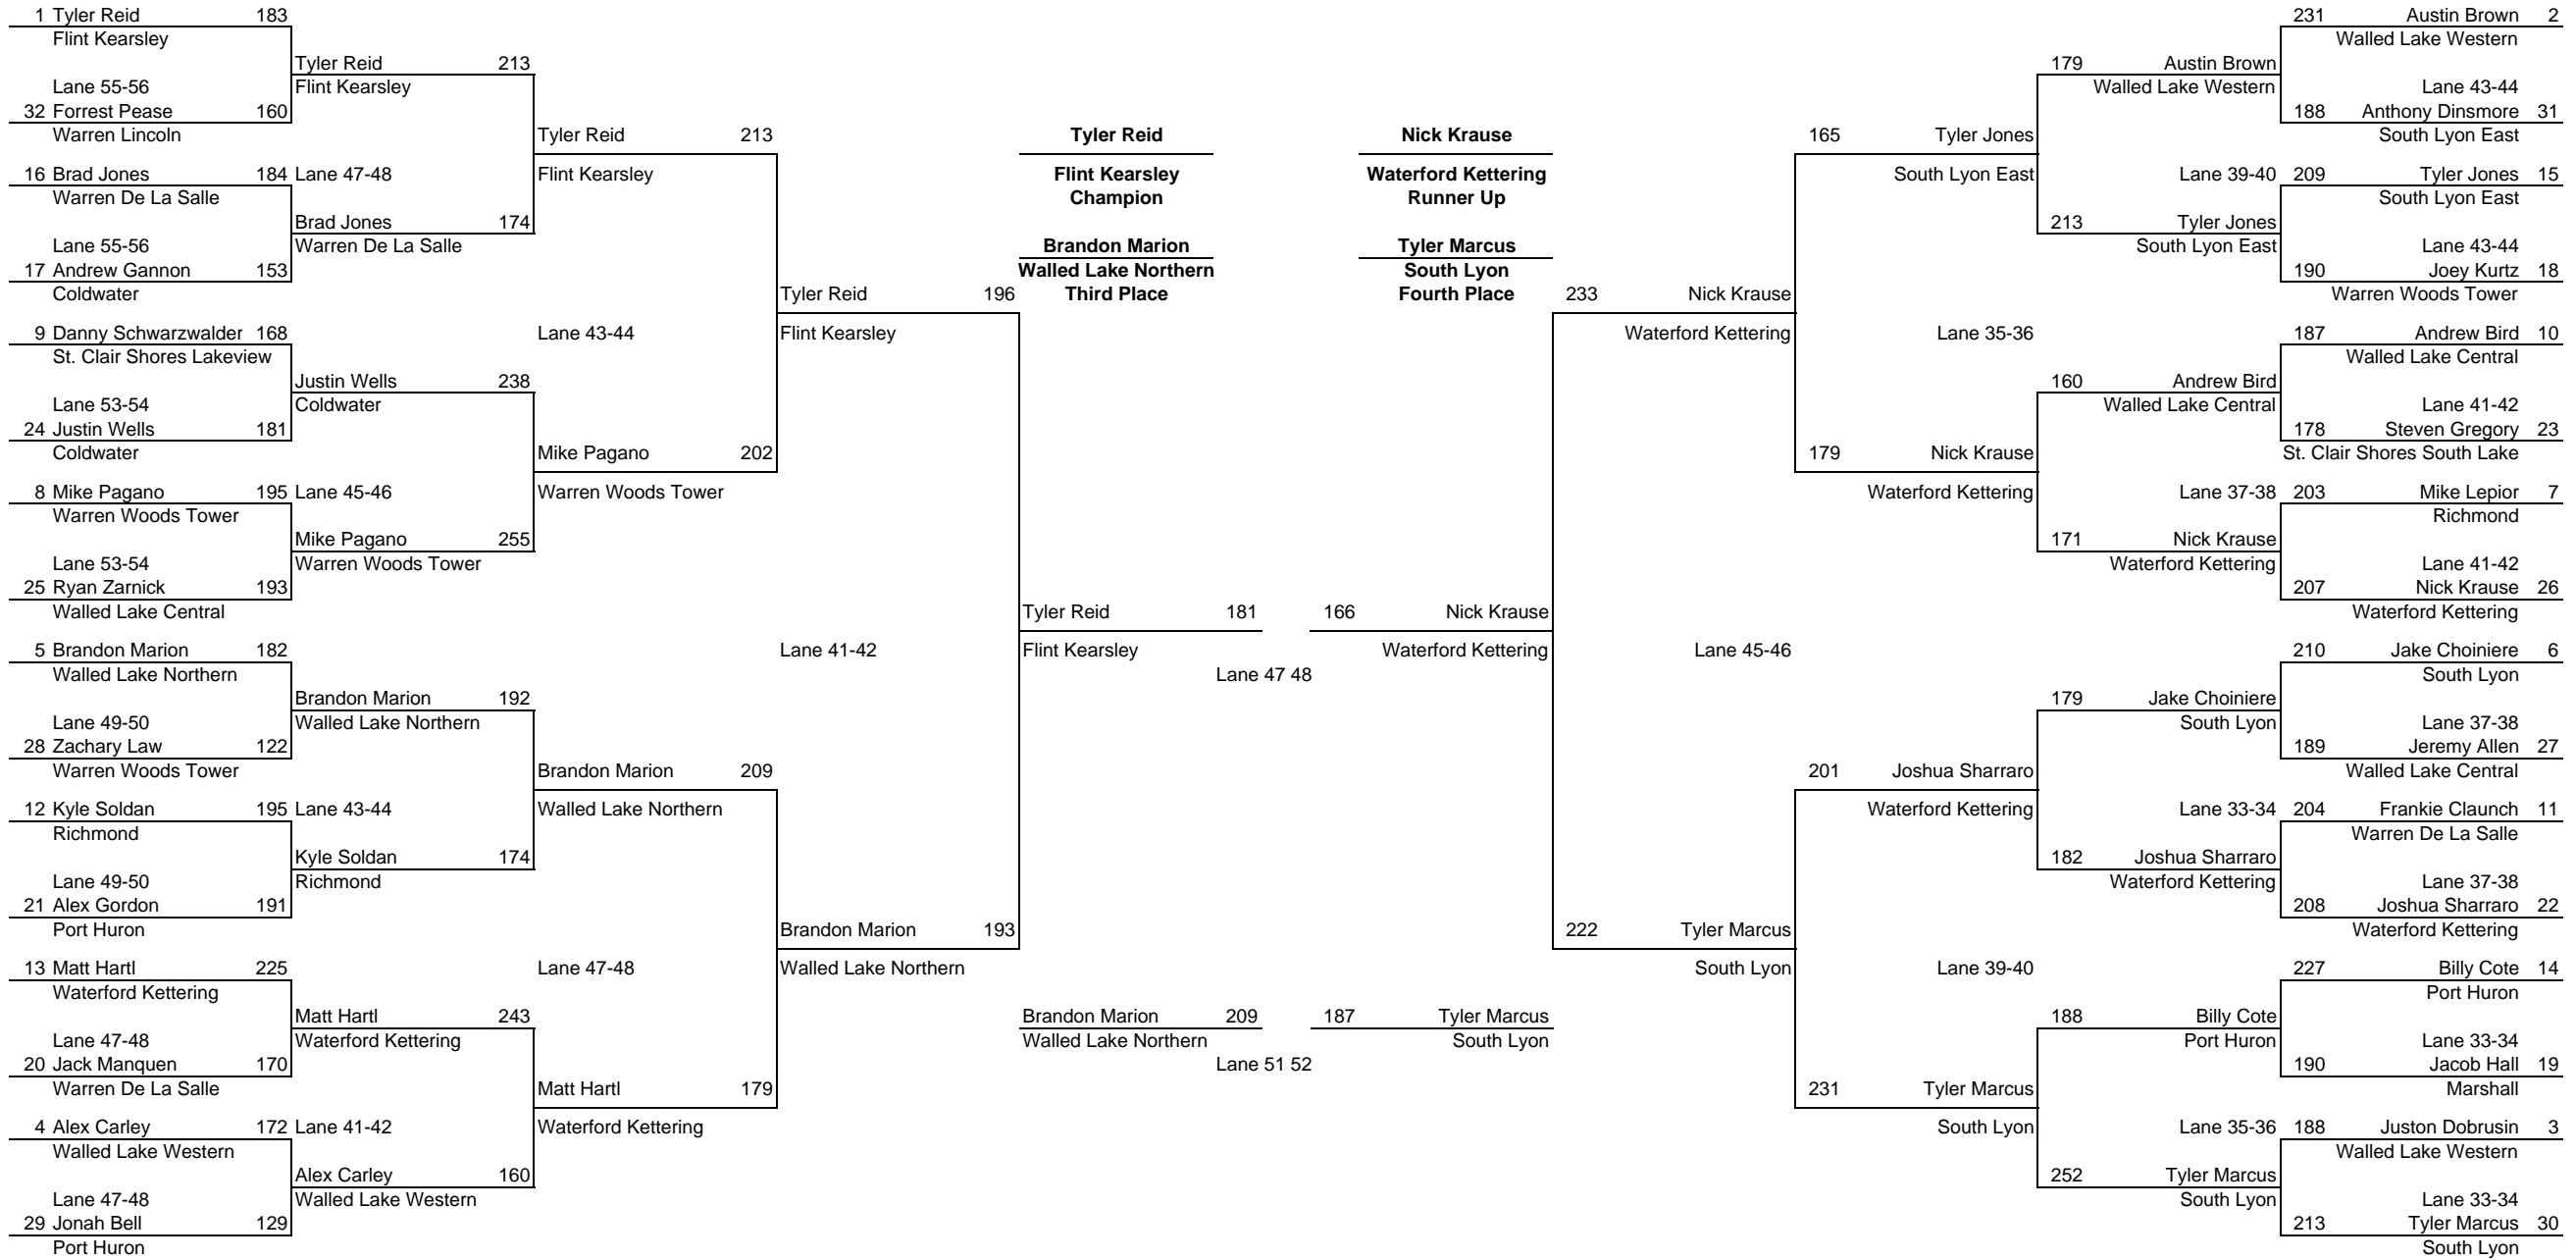 1 Tyler Reid 183
Flint Kearsley
Lane 55-56
32 Forrest Pease 160
Warren Lincoln
16 Brad Jones 184
Warren De La Salle
Lane 55-56
17 Andrew Gannon 153
Coldwater
9 Danny Schwarzwalder 168
St. Clair Shores Lakeview
Lane 53-54
24 Justin Wells 181
Coldwater
8 Mike Pagano 195
Warren Woods Tower
Lane 53-54
25 Ryan Zarnick 193
Walled Lake Central
5 Brandon Marion 182
Walled Lake Northern
Lane 49-50
28 Zachary Law 122
Warren Woods Tower
12 Kyle Soldan 195
Richmond
Lane 49-50
21 Alex Gordon 191
Port Huron
13 Matt Hartl 225
Waterford Kettering
Lane 47-48
20 Jack Manquen 170
Warren De La Salle
4 Alex Carley 172
Walled Lake Western
Lane 47-48
29 Jonah Bell 129
Port Huron
Tyler Reid 213
Flint Kearsley
Lane 47-48
Brad Jones 174
Warren De La Salle
Justin Wells 238
Coldwater
Lane 45-46
Mike Pagano 255
Warren Woods Tower
Brandon Marion 192
Walled Lake Northern
Lane 43-44
Kyle Soldan 174
Richmond
Matt Hartl 243
Waterford Kettering
Lane 41-42
Alex Carley 160
Walled Lake Western
Tyler Reid 213
Flint Kearsley
Lane 43-44
Mike Pagano 202
Warren Woods Tower
Brandon Marion 209
Walled Lake Northern
Lane 47-48
Matt Hartl 179
Waterford Kettering
Tyler Reid 196
Flint Kearsley
Lane 41-42
Brandon Marion 193
Walled Lake Northern
Tyler Reid
Flint Kearsley
Champion
Brandon Marion
Walled Lake Northern
Third Place
Nick Krause
Waterford Kettering
Runner Up
Tyler Marcus
South Lyon
Fourth Place
Tyler Reid 181
Flint Kearsley
166 Nick Krause
Waterford Kettering
Lane 47 48
Brandon Marion 209
Walled Lake Northern
187 Tyler Marcus
South Lyon
Lane 51 52
233 Nick Krause
Waterford Kettering
Lane 45-46
222 Tyler Marcus
South Lyon
165 Tyler Jones
South Lyon East
Lane 35-36
179 Nick Krause
Waterford Kettering
201 Joshua Sharraro
Waterford Kettering
Lane 39-40
231 Tyler Marcus
South Lyon
179 Austin Brown
Walled Lake Western
Lane 39-40
213 Tyler Jones
South Lyon East
160 Andrew Bird
Walled Lake Central
Lane 37-38
171 Nick Krause
Waterford Kettering
179 Jake Choiniere
South Lyon
Lane 33-34
182 Joshua Sharraro
Waterford Kettering
188 Billy Cote
Port Huron
Lane 35-36
252 Tyler Marcus
South Lyon
231 Austin Brown 2
Walled Lake Western
Lane 43-44
188 Anthony Dinsmore 31
South Lyon East
209 Tyler Jones 15
South Lyon East
Lane 43-44
190 Joey Kurtz 18
Warren Woods Tower
187 Andrew Bird 10
Walled Lake Central
Lane 41-42
178 Steven Gregory 23
St. Clair Shores South Lake
203 Mike Lepior 7
Richmond
Lane 41-42
207 Nick Krause 26
Waterford Kettering
210 Jake Choiniere 6
South Lyon
Lane 37-38
189 Jeremy Allen 27
Walled Lake Central
204 Frankie Claunch 11
Warren De La Salle
Lane 37-38
208 Joshua Sharraro 22
Waterford Kettering
227 Billy Cote 14
Port Huron
Lane 33-34
190 Jacob Hall 19
Marshall
188 Juston Dobrusin 3
Walled Lake Western
Lane 33-34
213 Tyler Marcus 30
South Lyon